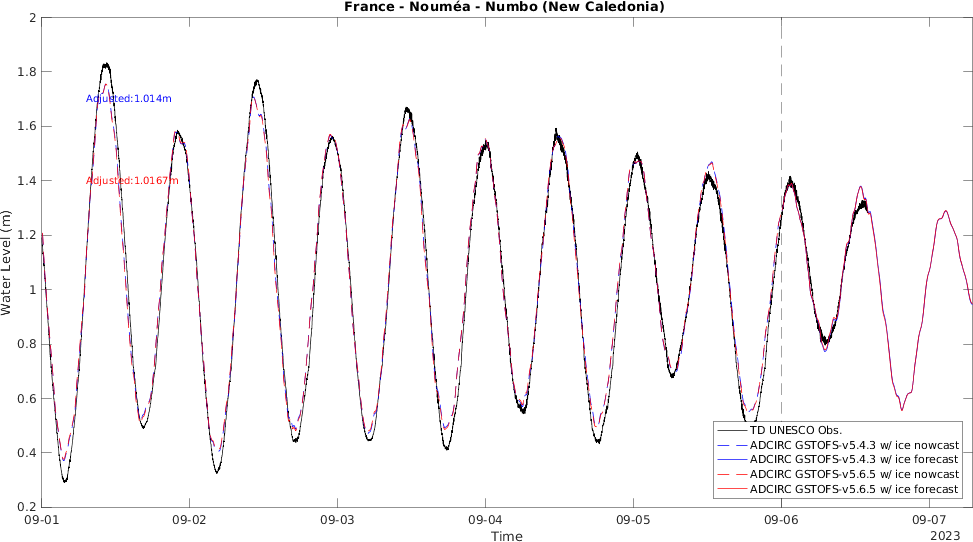 France - Nouméa - Numbo (New Caledonia)
2
1.8
1.6
1.4
1.2
1
0.8
0.6
0.4
0.2
Water Level (m)
Adjusted:1.014m
Adjusted:1.0167m
TD UNESCO Obs.
ADCIRC GSTOFS-v5.4.3 w/ ice nowcast
ADCIRC GSTOFS-v5.4.3 w/ ice forecast
ADCIRC GSTOFS-v5.6.5 w/ ice nowcast
ADCIRC GSTOFS-v5.6.5 w/ ice forecast
09-01 09-02 09-03 09-04 09-05 09-06 09-07
Time
2023